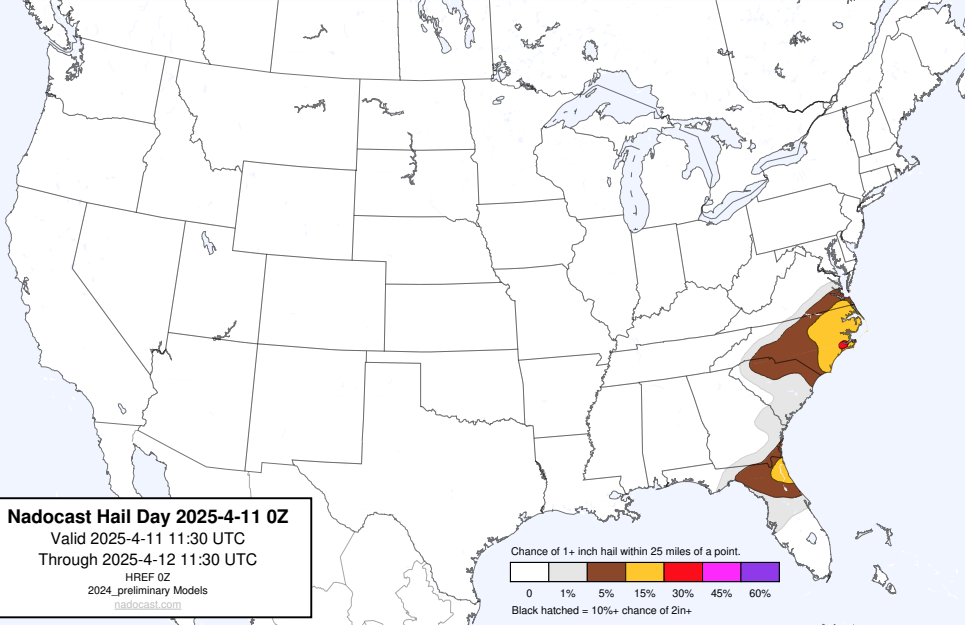 Nadocast Hail Day 2025-4-11 0Z
Valid 2025-4-11 11:30 UTC
Through 2025-4-12 11:30 UTC
HREF 0Z
2024_preliminary Models
nadocast.com
Chance of 1+ inch hail within 25 miles of a point.
0 1% 5% 15% 30% 45% 60%
Black hatched = 10%+ chance of 2in+